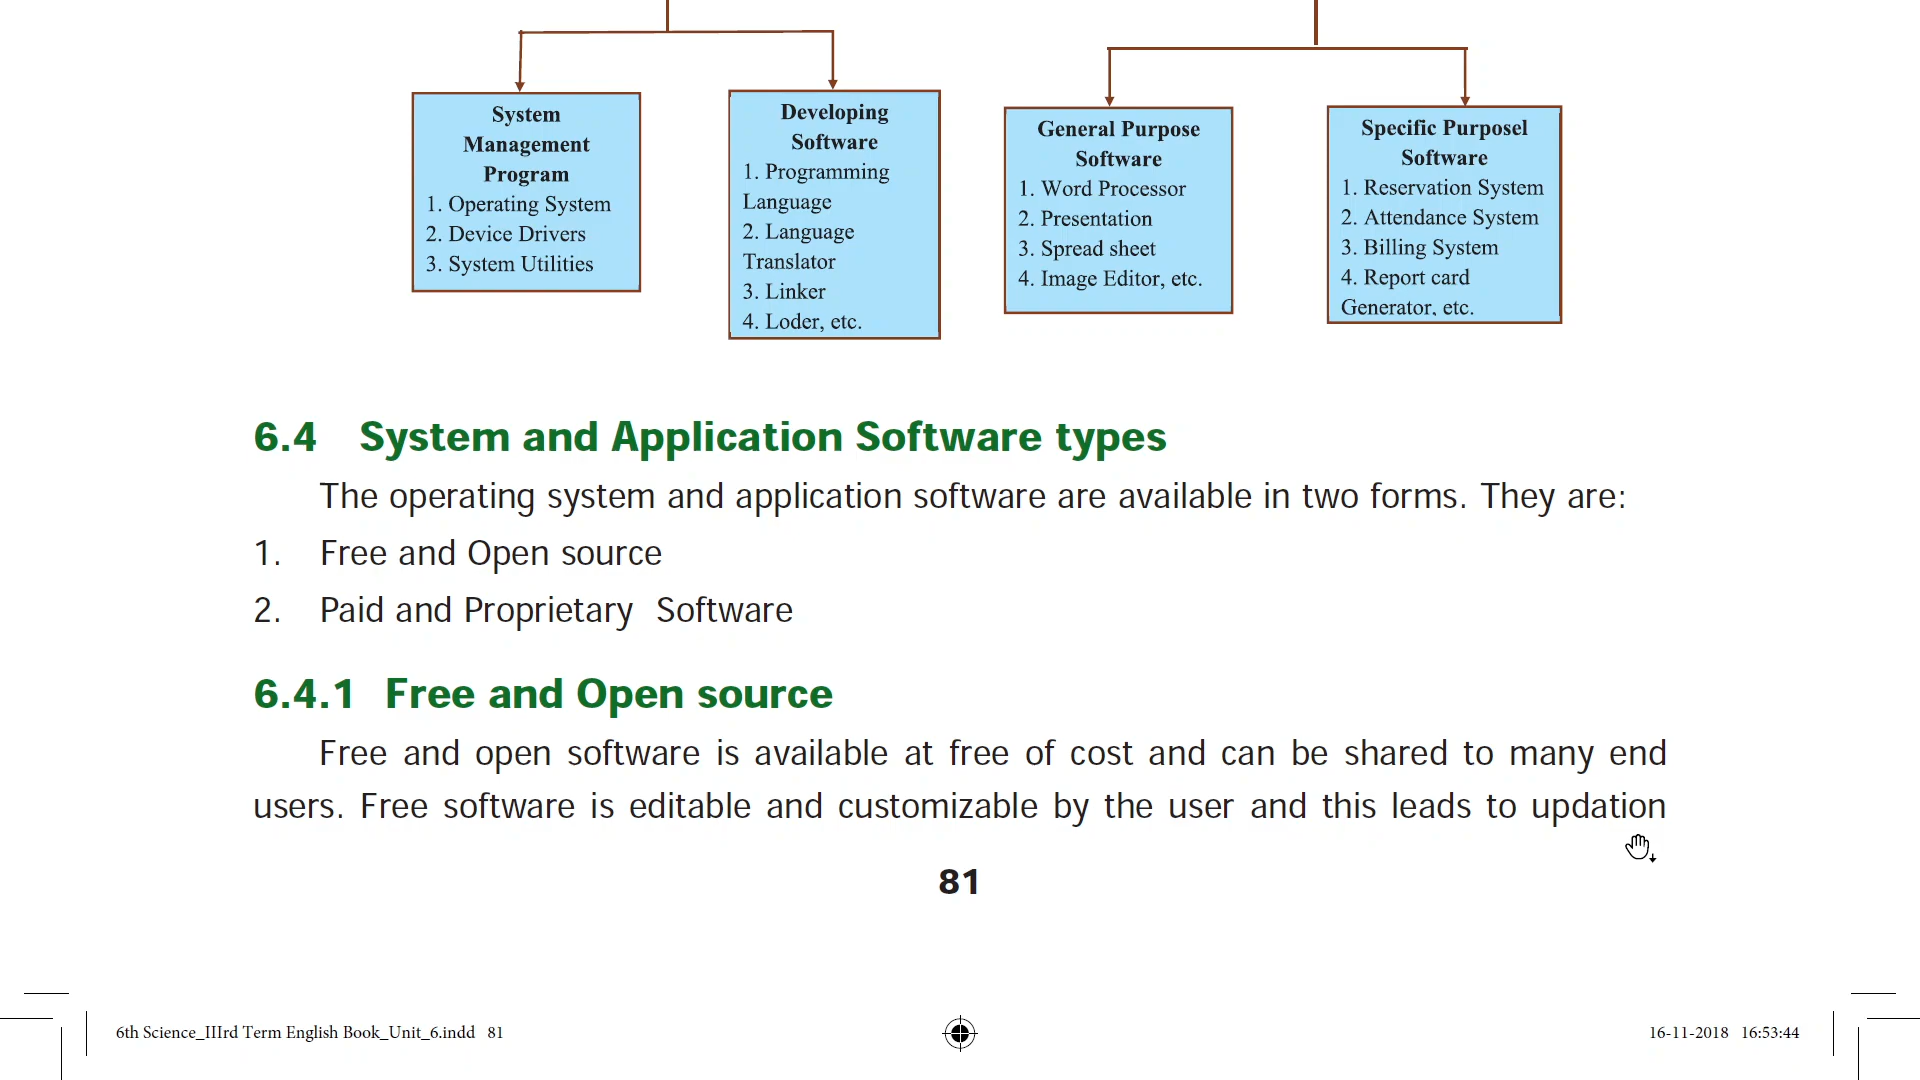 System
Management
Program
1. Operating System
2. Device Drivers
3. System Utilities
Developing
Software
1. Programming
Language
2. Language
Translator
3. Linker
4. Loder, etc.
General Purpose
Software
1. Word Processor
2. Presentation
3. Spread sheet
4. Image Editor, etc.
Specific Purposel
Software
1. Reservation System
2. Attendance System
3. Billing System
4. Report card
Generator, etc.
6.4 System and Application Software types
The operating system and application software are available in two forms. They are:
1. Free and Open source
2. Paid and Proprietary Software
6.4.1 Free and Open source
Free and open software is available at free of cost and can be shared to many end
users. Free software is editable and customizable by the user and this leads to updation
81
6th Science_IIIrd Term English Book_Unit_6.indd 81
16-11-2018 16:53:44